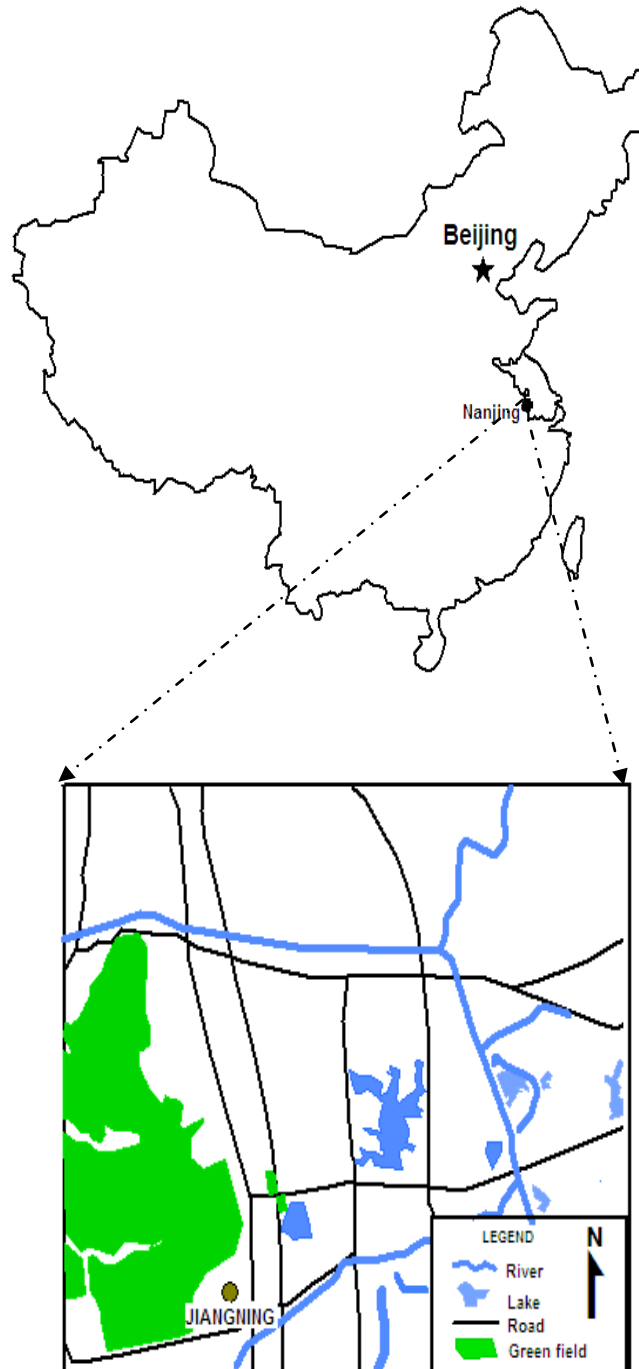 Beijing
Nanjing
JIANGNING
LEGEND
N
River
Lake
Road
Green field